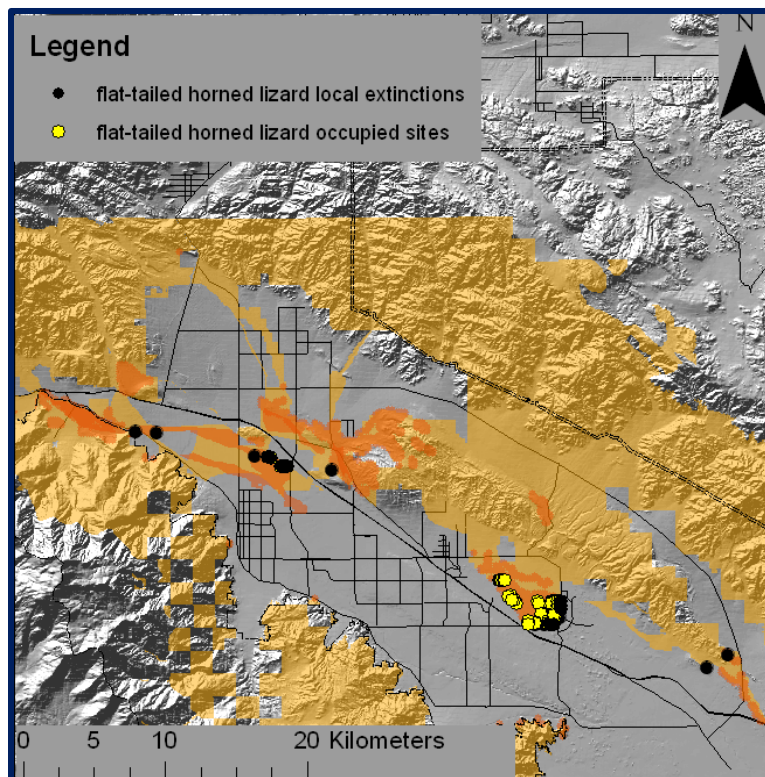 Legend
N
flat-tailed horned lizard local extinctions
flat-tailed horned lizard occupied sites
0 5 10 20 Kilometers